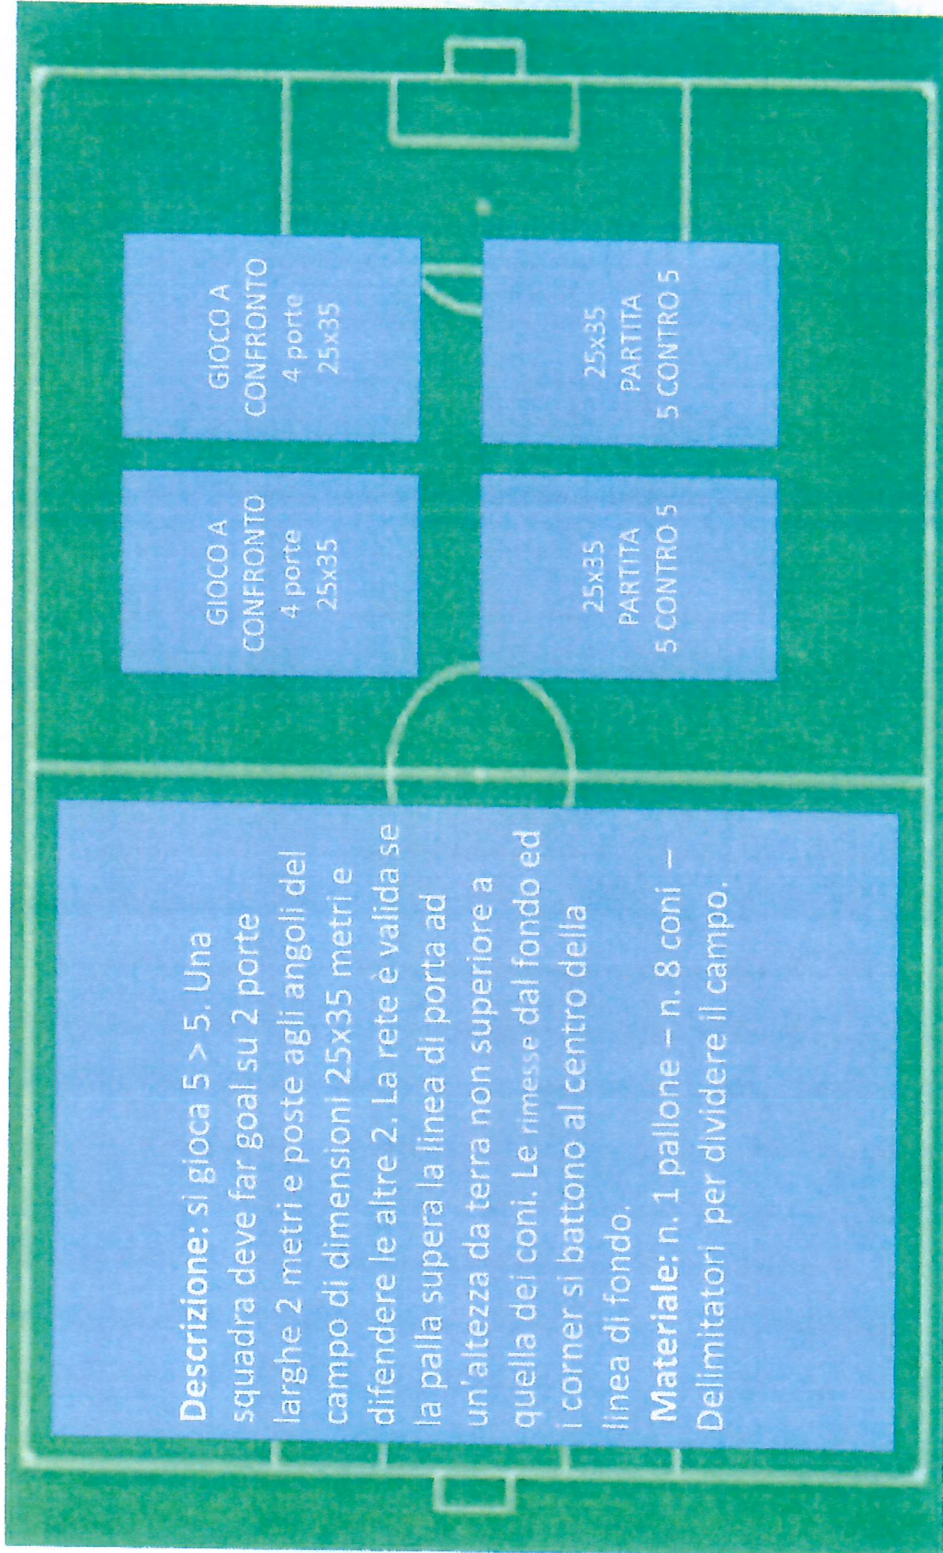 Descrizione: si gioca 5 > 5. Una
squadra deve far goal su 2 porte
larghe 2 metri e poste agli angoli del
campo di dimensioni 25x35 metri e
difendere le altre 2. La rete è valida se
la palla supera la linea di porta ad
un'altezza da terra non superiore a
quella dei coni. Le rimesse dal fondo ed
i corner si battono al centro della
linea di fondo.
Materiale: n. 1 pallone – n. 8 coni –
Delimitatori per dividere il campo.
GIOCO A
CONFRONTO
4 porte
25x35
GIOCO A
CONFRONTO
4 porte
25x35
25x35
PARTITA
5 CONTRO 5
25x35
PARTITA
5 CONTRO 5